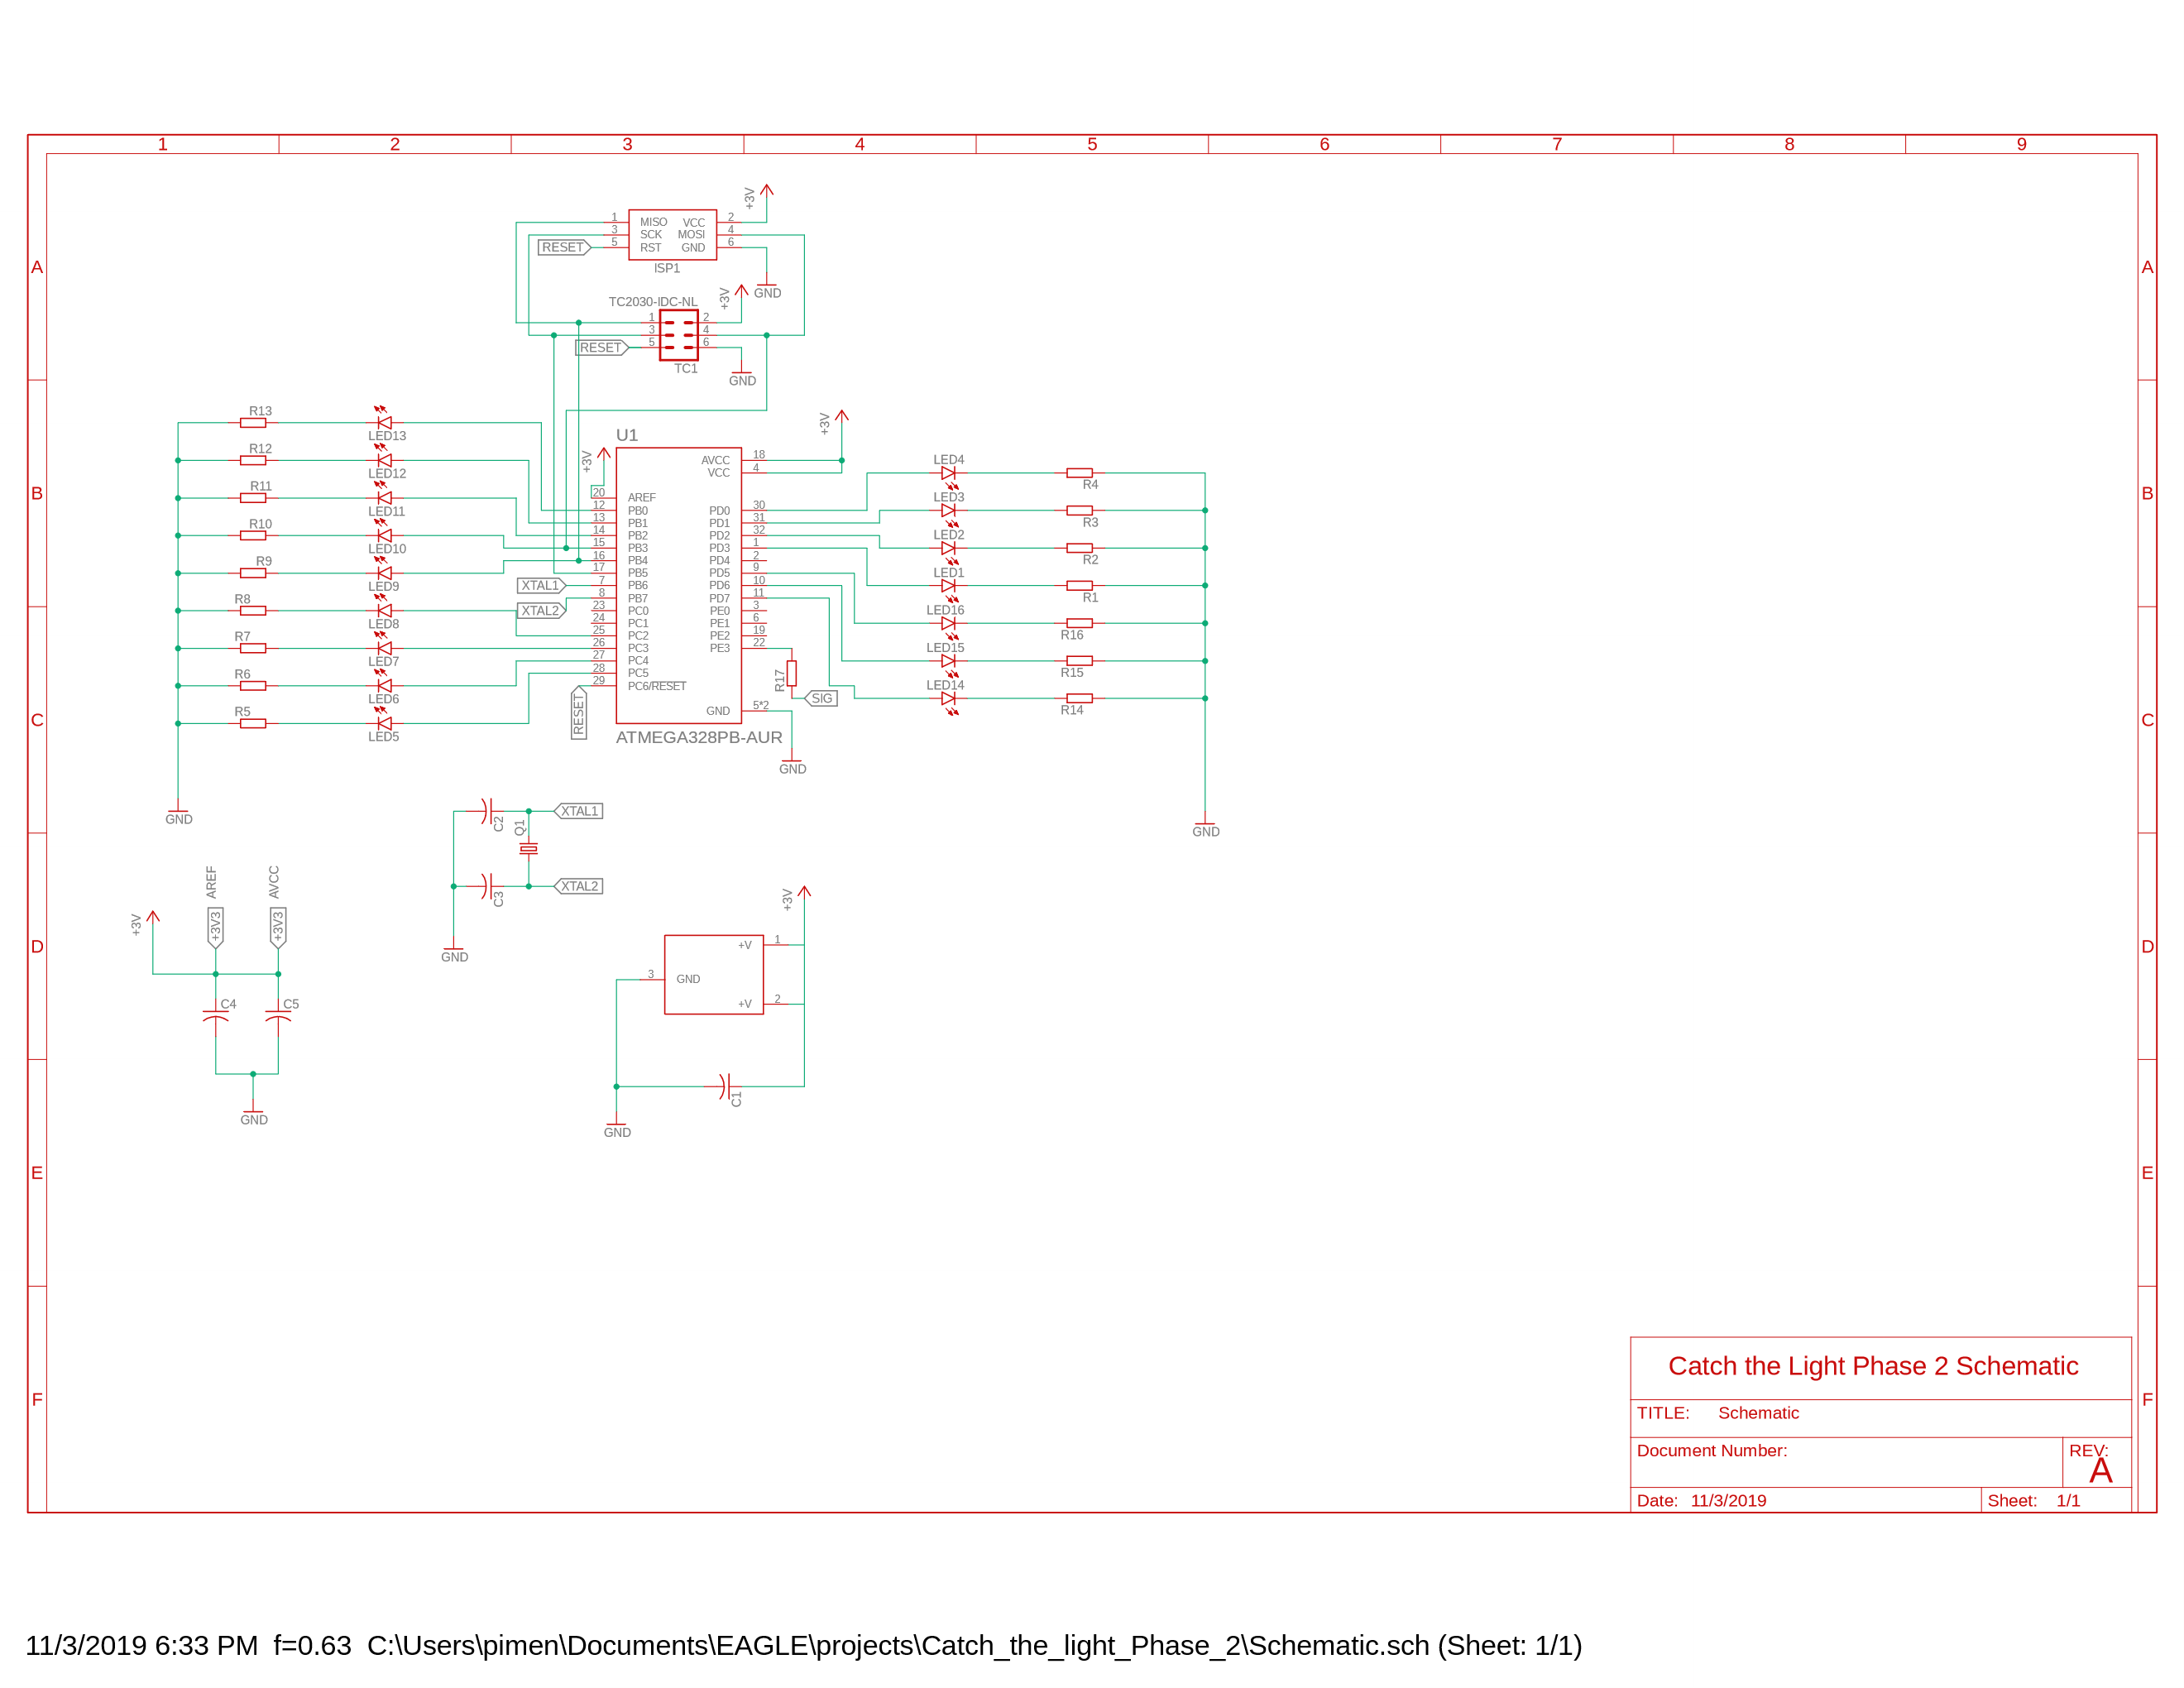 1 2 3 4 5 6 7 8 9
A A
B B
C C
D D
E E
F F
+3V
1 MISO VCC 2
3 SCK MOSI 4
RESET 5 RST GND 6
ISP1
GND
+3V
TC2030-IDC-NL
1 2
3 4
RESET 5 6
TC1
GND
R13
LED13
R12
LED12
R11
LED11
R10
LED10
R9
LED9
R8
LED8
R7
LED7
R6
LED6
R5
LED5
GND
U1
+3V
+3V
AVCC 18
VCC 4
20 AREF
12 PB0 PD0 30
13 PB1 PD1 31
14 PB2 PD2 32
15 PB3 PD3 1
16 PB4 PD4 2
17 PB5 PD5 9
XTAL1 7 PB6 PD6 10
8 PB7 PD7 11
XTAL2 23 PC0 PE0 3
24 PC1 PE1 6
25 PC2 PE2 19
26 PC3 PE3 22
27 PC4
28 PC5
29 PC6/RESET
RESET
R17
SIG
GND 5*2
ATMEGA328PB-AUR
GND
LED4
R4
LED3
R3
LED2
R2
LED1
R1
LED16
R16
LED15
R15
LED14
R14
GND
C2
XTAL1
Q1
C3
XTAL2
GND
+3V
AREF
AVCC
+3V3
+3V3
C4
C5
GND
+3V
+V 1
3 GND
+V 2
C1
GND
Catch the Light Phase 2 Schematic
TITLE: Schematic
Document Number:
REV:
A
Date: 11/3/2019
Sheet: 1/1
11/3/2019 6:33 PM f=0.63 C:\Users\pimen\Documents\EAGLE\projects\Catch_the_light_Phase_2\Schematic.sch (Sheet: 1/1)